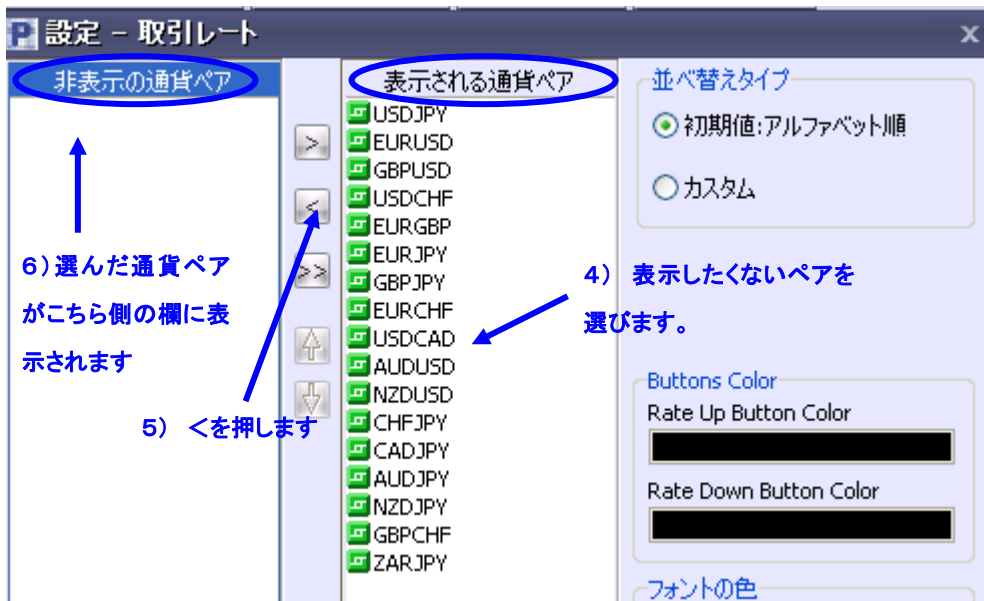 P 設定 - 取引レート x
非表示の通貨ペア
6）選んだ通貨ペア
がこちら側の欄に表
示されます
>
<
>>
5） ＜を押します
表示される通貨ペア
USDJPY
EURUSD
GBPUSD
USDCHF
EURGBP
EURJPY
GBPJPY
EURCHF
USDCAD
AUDUSD
NZDUSD
CHFJPY
CADJPY
AUDJPY
NZDJPY
GBPCHF
ZARJPY
4） 表示したくないペアを
選びます。
並べ替えタイプ
初期値:アルファベット順
カスタム
Buttons Color
Rate Up Button Color
Rate Down Button Color
フォントの色